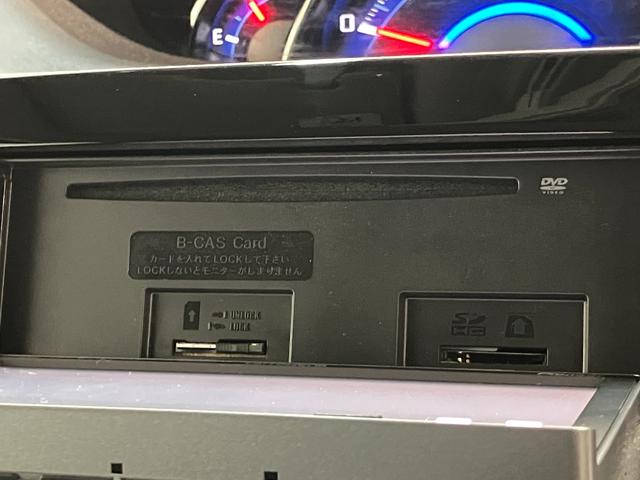 E
0
DVD
VIDEO
B-CAS Card
カードを入れてLOCKして下さい
LOCKしないとモニターがしまりません
UNLOCK
LOCK
SD
HC